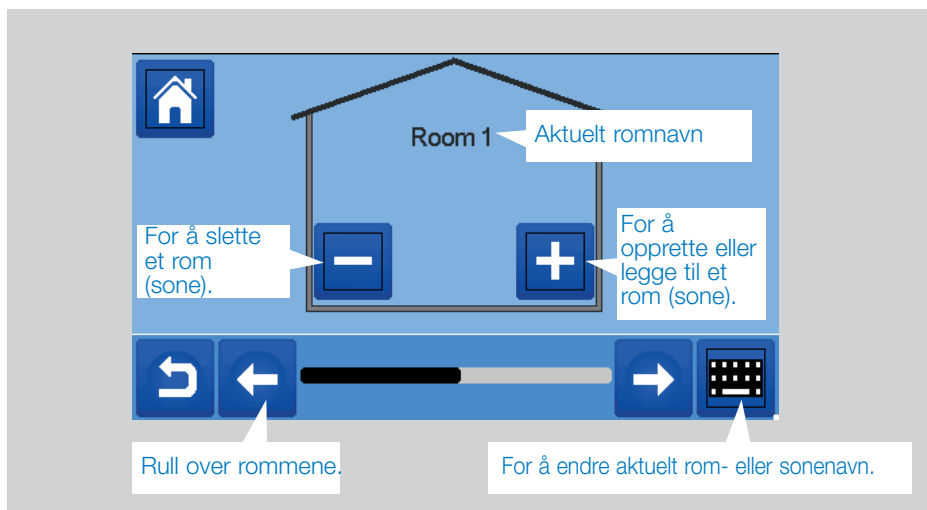 Room 1
Aktuelt romnavn
For å slette
et rom
(sone).
For å
opprette eller
legge til et
rom (sone).
Rull over rommene.
For å endre aktuelt rom- eller sonenavn.